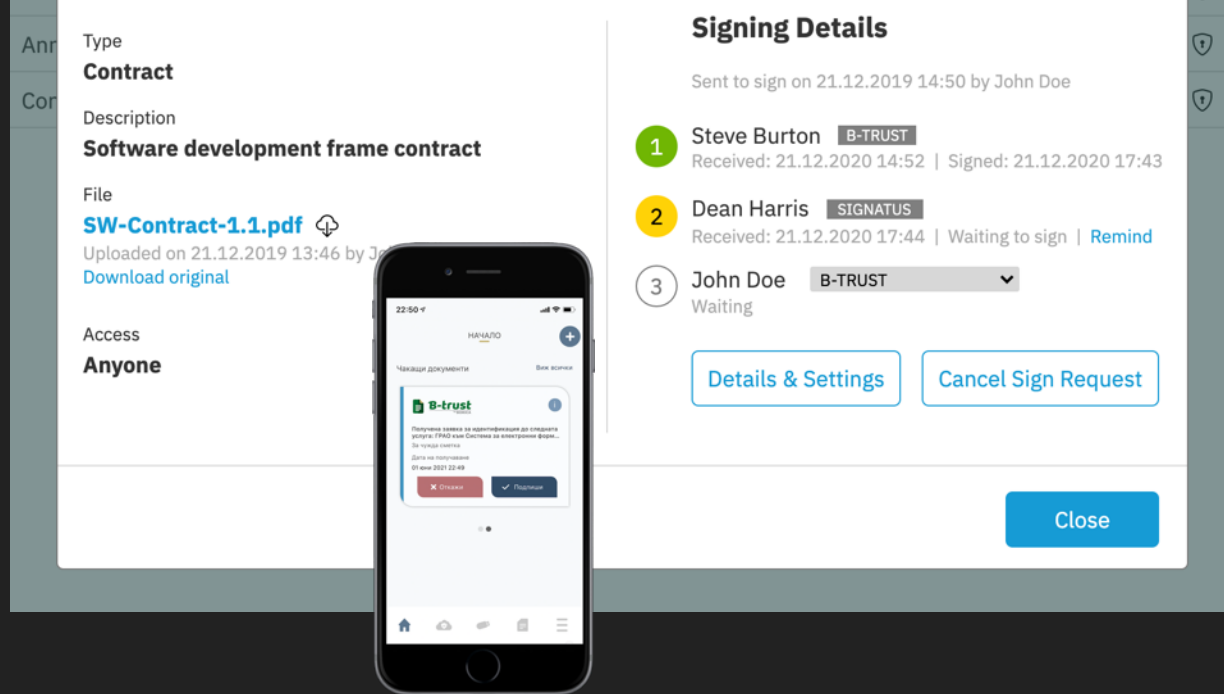 Anr
Cor
Type
Contract
Description
Software development frame contract
File
SW-Contract-1.1.pdf
Uploaded on 21.12.2019 13:46 by
Download original
Access
Anyone
Signing Details
Sent to sign on 21.12.2019 14:50 by John Doe
1 Steve Burton B-TRUST
Received: 21.12.2020 14:52 | Signed: 21.12.2020 17:43
2 Dean Harris SIGNATUS
Received: 21.12.2020 17:44 | Waiting to sign | Remind
3 John Doe B-TRUST
Waiting
Details & Settings Cancel Sign Request
Close
22:50
НАЧАЛО
Чакащи документи Виж всички
B-trust
Получена заявка за идентификация до следната
услуга: ГРАО към Система за електронни форм...
За чужда сметка
Дата на получаване
01 юни 2021 22:49
Откажи Подпиши